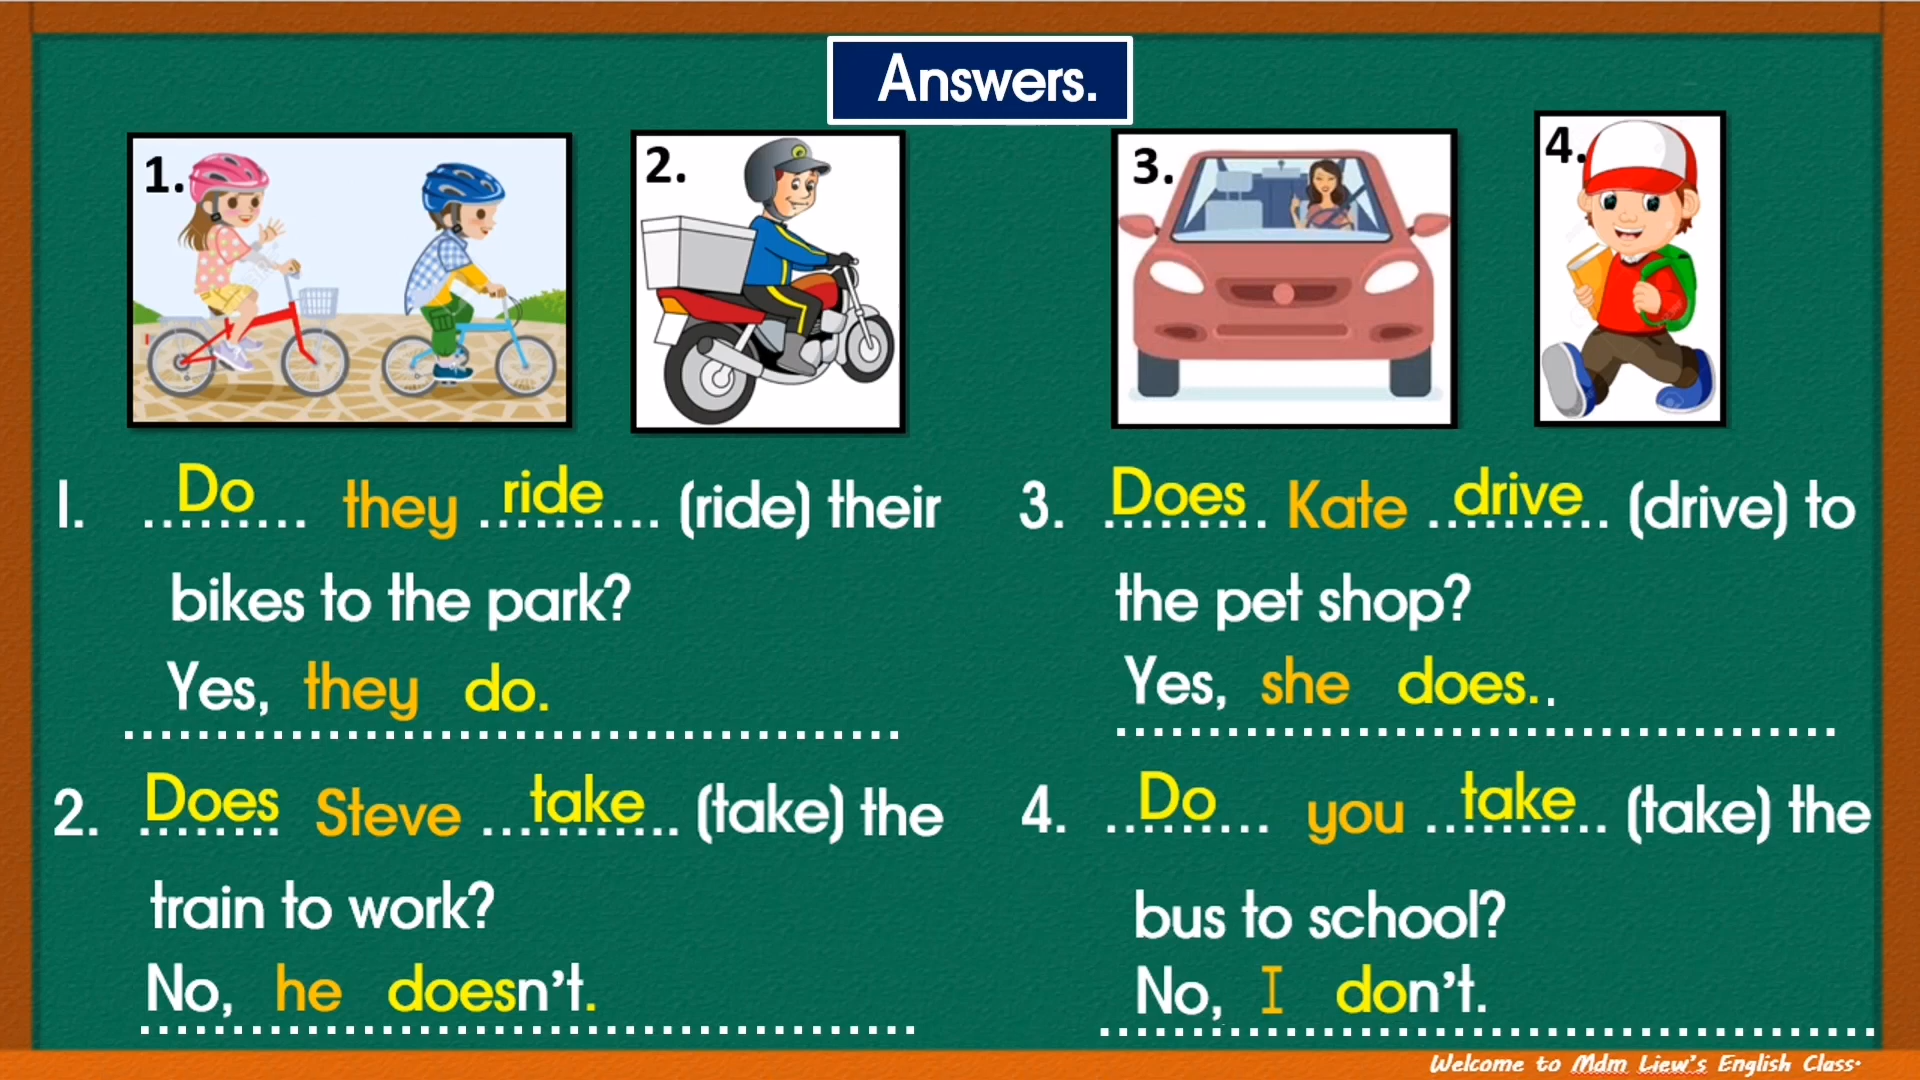 Answers.
1.
2.
3.
4.
1. ......... Do they .......... ride (ride) their
bikes to the park?
Yes, they do.
2. ........ Does Steve ........... take (take) the
train to work?
No, he doesn't.
3. ......... Does Kate .......... drive (drive) to
the pet shop?
Yes, she does..
4. ......... Do you .......... take (take) the
bus to school?
No, I don't.
Welcome to Mdm Liew's English Class.